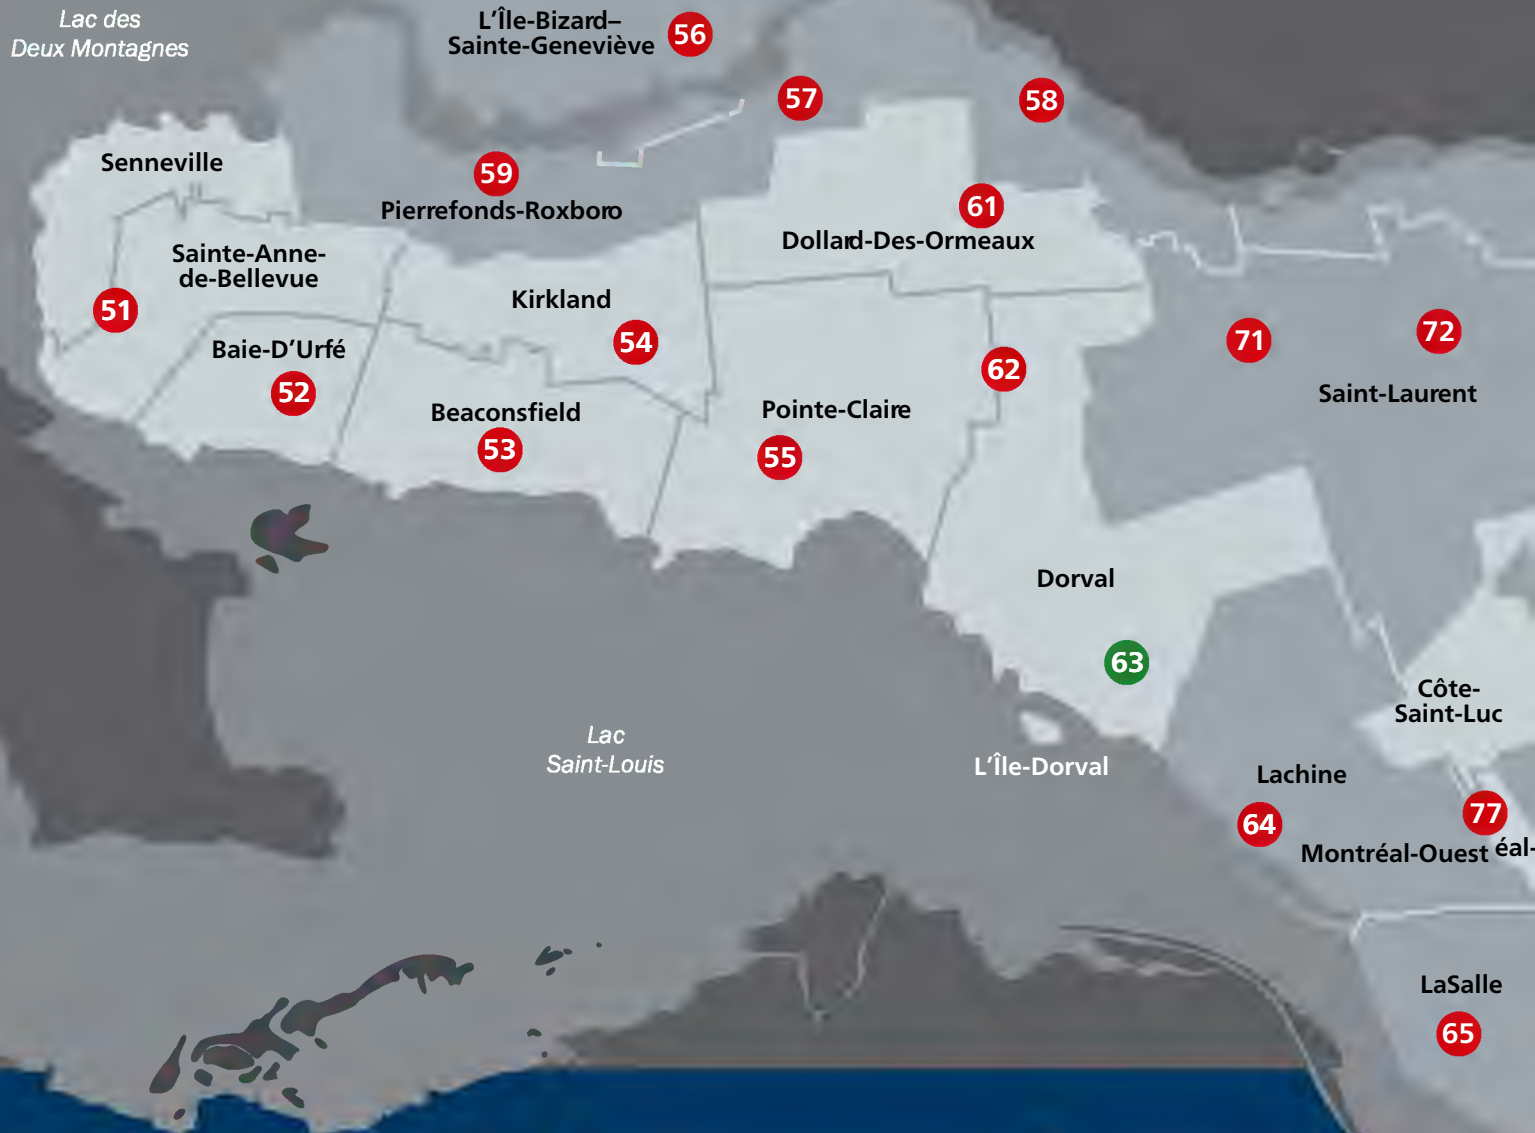 Lac des
Deux Montagnes
L'Île-Bizard–
Sainte-Geneviève
56
57
58
Senneville
59
Pierrefonds-Roxboro
61
Dollard-Des-Ormeaux
Sainte-Anne-
de-Bellevue
51
Kirkland
54
Baie-D'Urfé
52
62
71
72
Saint-Laurent
Beaconsfield
53
Pointe-Claire
55
Dorval
63
Côte-
Saint-Luc
Lac
Saint-Louis
L'Île-Dorval
Lachine
64
77
Montréal-Ouest
éal-
LaSalle
65